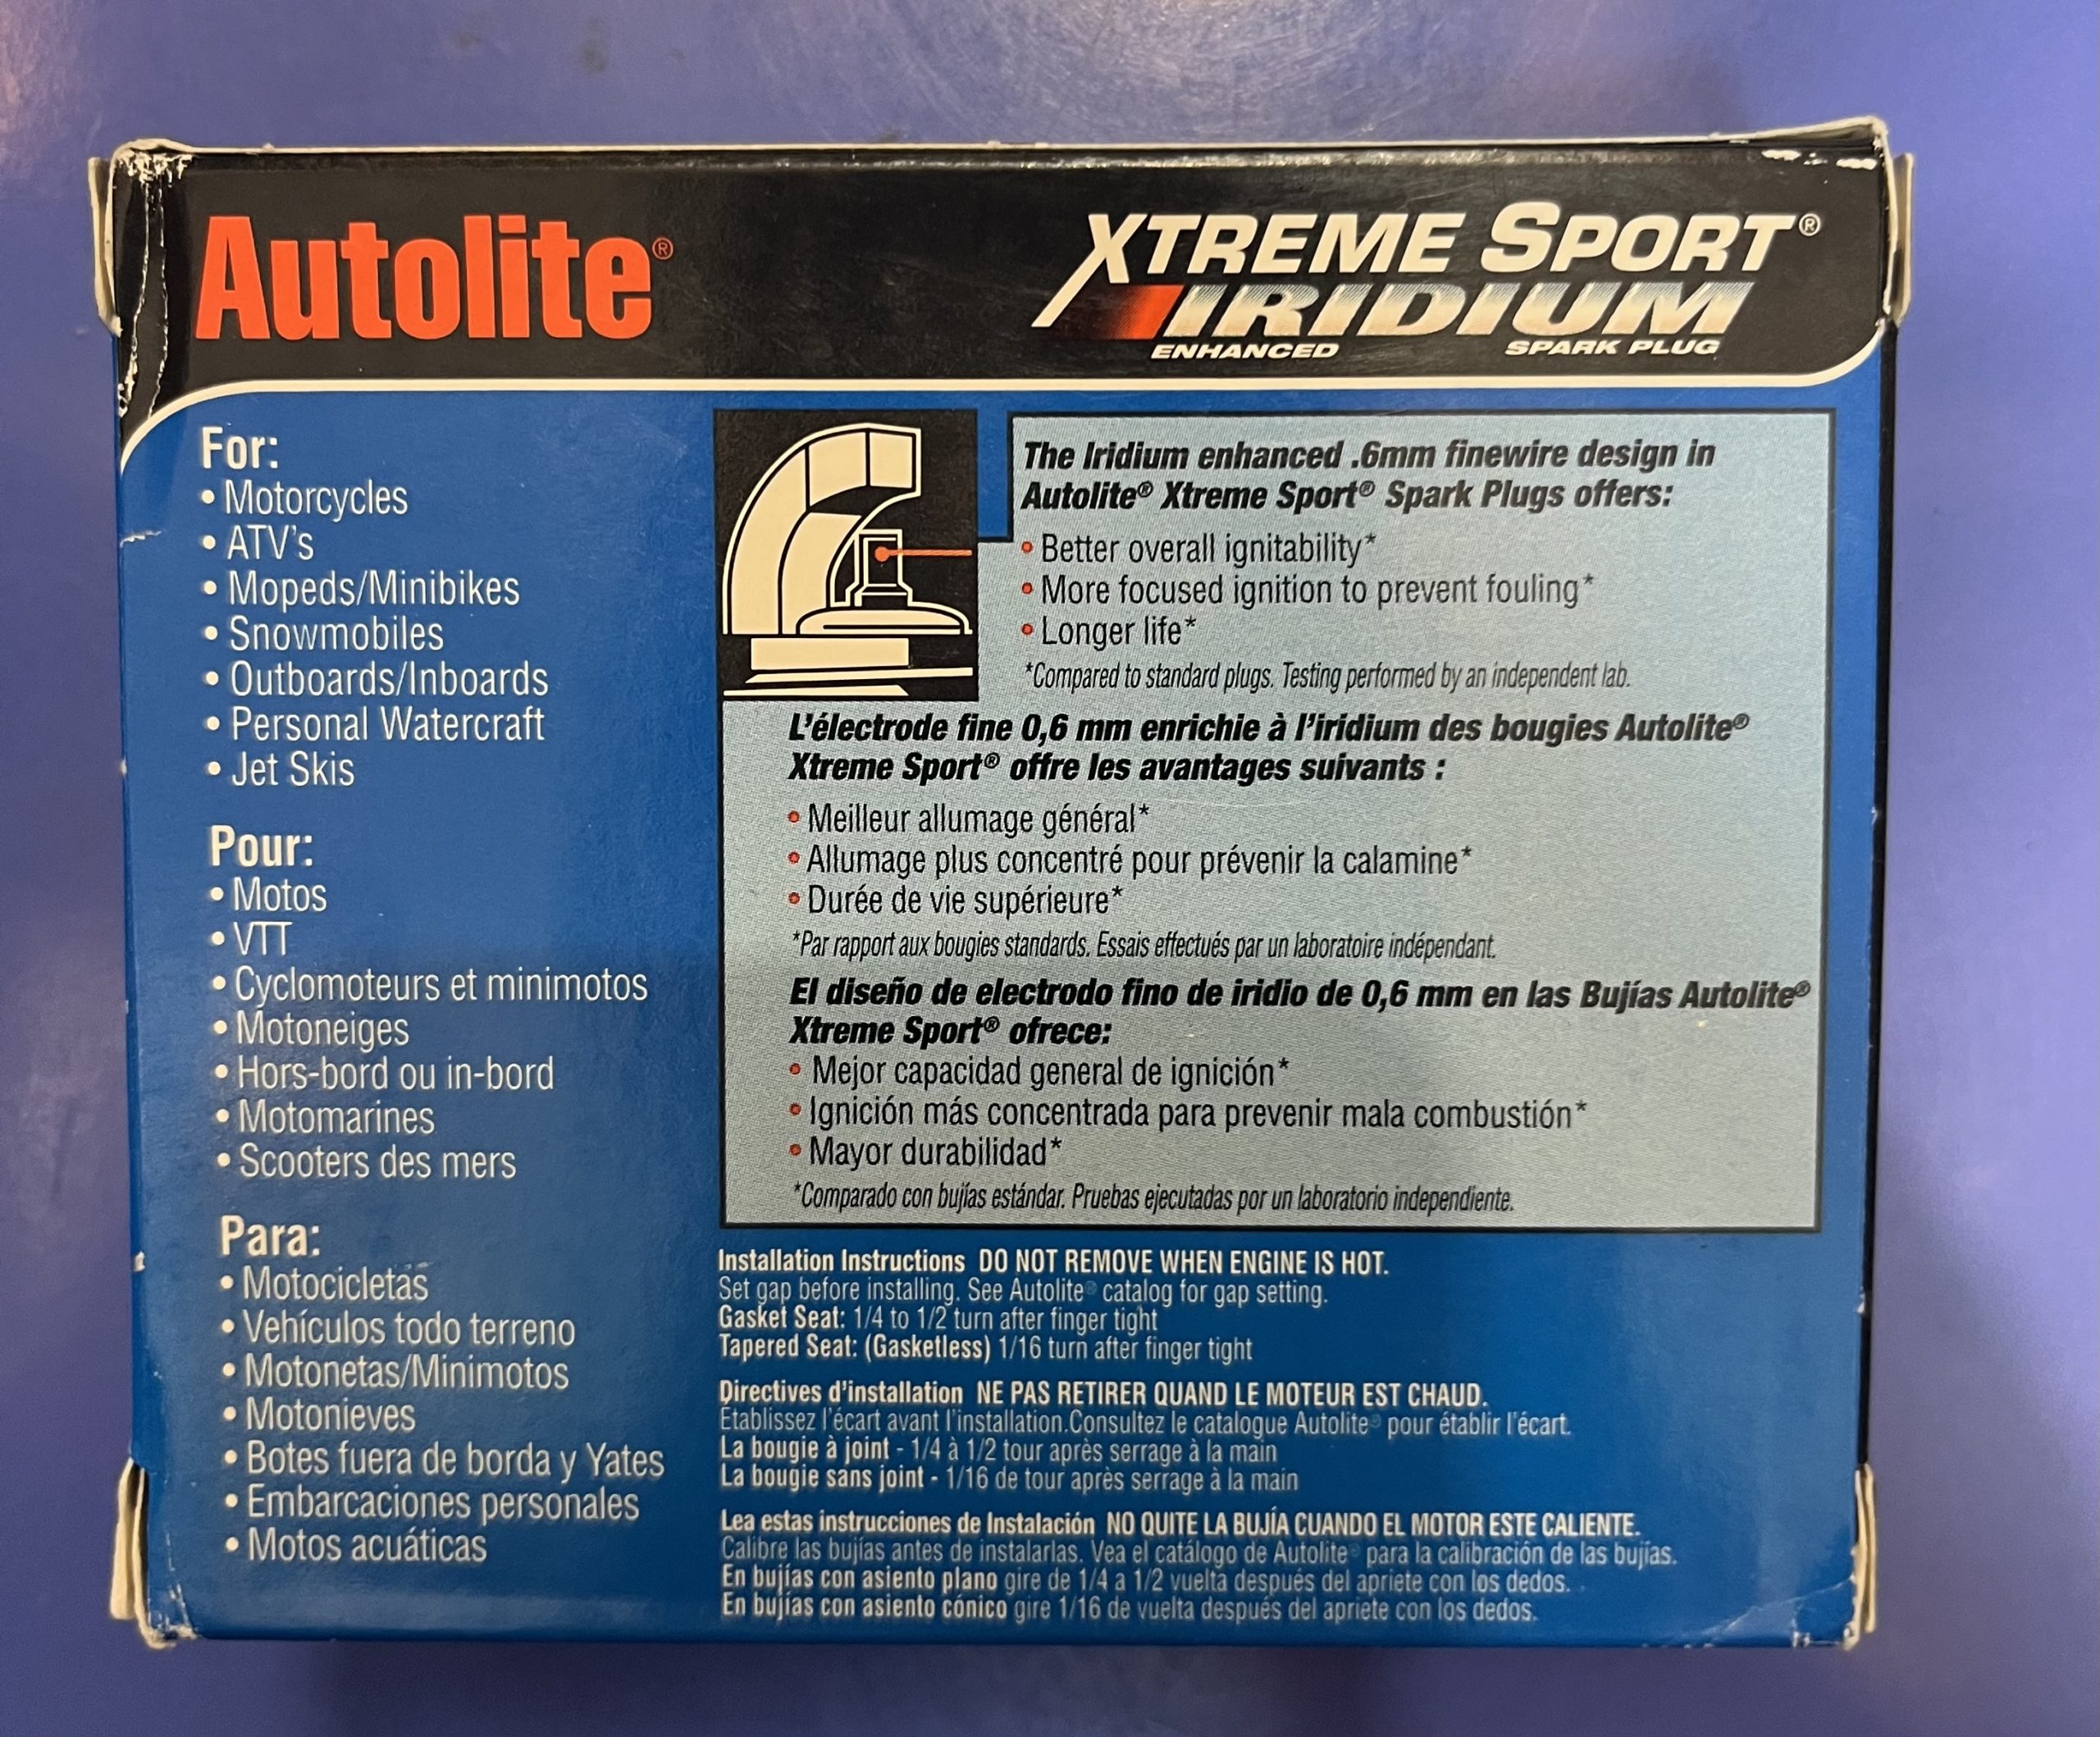 Autolite®
XTREME SPORT®
IRIDIUM
ENHANCED SPARK PLUG
For:
• Motorcycles
• ATV's
• Mopeds/Minibikes
• Snowmobiles
• Outboards/Inboards
• Personal Watercraft
• Jet Skis
Pour:
• Motos
• VTT
• Cyclomoteurs et minimotos
• Motoneiges
• Hors-bord ou in-bord
• Motomarines
• Scooters des mers
Para:
• Motocicletas
• Vehículos todo terreno
• Motonetas/Minimotos
• Motonieves
• Botes fuera de borda y Yates
• Embarcaciones personales
• Motos acuáticas
The Iridium enhanced .6mm finewire design in
Autolite® Xtreme Sport® Spark Plugs offers:
• Better overall ignitability*
• More focused ignition to prevent fouling*
• Longer life*
*Compared to standard plugs. Testing performed by an independent lab.
L'électrode fine 0,6 mm enrichie à l'iridium des bougies Autolite®
Xtreme Sport® offre les avantages suivants :
• Meilleur allumage général*
• Allumage plus concentré pour prévenir la calamine*
• Durée de vie supérieure*
*Par rapport aux bougies standards. Essais effectués par un laboratoire indépendant.
El diseño de electrodo fino de iridio de 0,6 mm en las Bujías Autolite®
Xtreme Sport® ofrece:
• Mejor capacidad general de ignición*
• Ignición más concentrada para prevenir mala combustión*
• Mayor durabilidad*
*Comparado con bujías estándar. Pruebas ejecutadas por un laboratorio independiente.
Installation Instructions DO NOT REMOVE WHEN ENGINE IS HOT.
Set gap before installing. See Autolite® catalog for gap setting.
Gasket Seat: 1/4 to 1/2 turn after finger tight
Tapered Seat: (Gasketless) 1/16 turn after finger tight
Directives d'installation NE PAS RETIRER QUAND LE MOTEUR EST CHAUD.
Établissez l'écart avant l'installation.Consultez le catalogue Autolite® pour établir l'écart.
La bougie à joint - 1/4 à 1/2 tour après serrage à la main
La bougie sans joint - 1/16 de tour après serrage à la main
Lea estas instrucciones de Instalación NO QUITE LA BUJÍA CUANDO EL MOTOR ESTE CALIENTE.
Calibre las bujías antes de instalarlas. Vea el catálogo de Autolite® para la calibración de las bujías.
En bujías con asiento plano gire de 1/4 a 1/2 vuelta después del apriete con los dedos.
En bujías con asiento cónico gire 1/16 de vuelta después del apriete con los dedos.